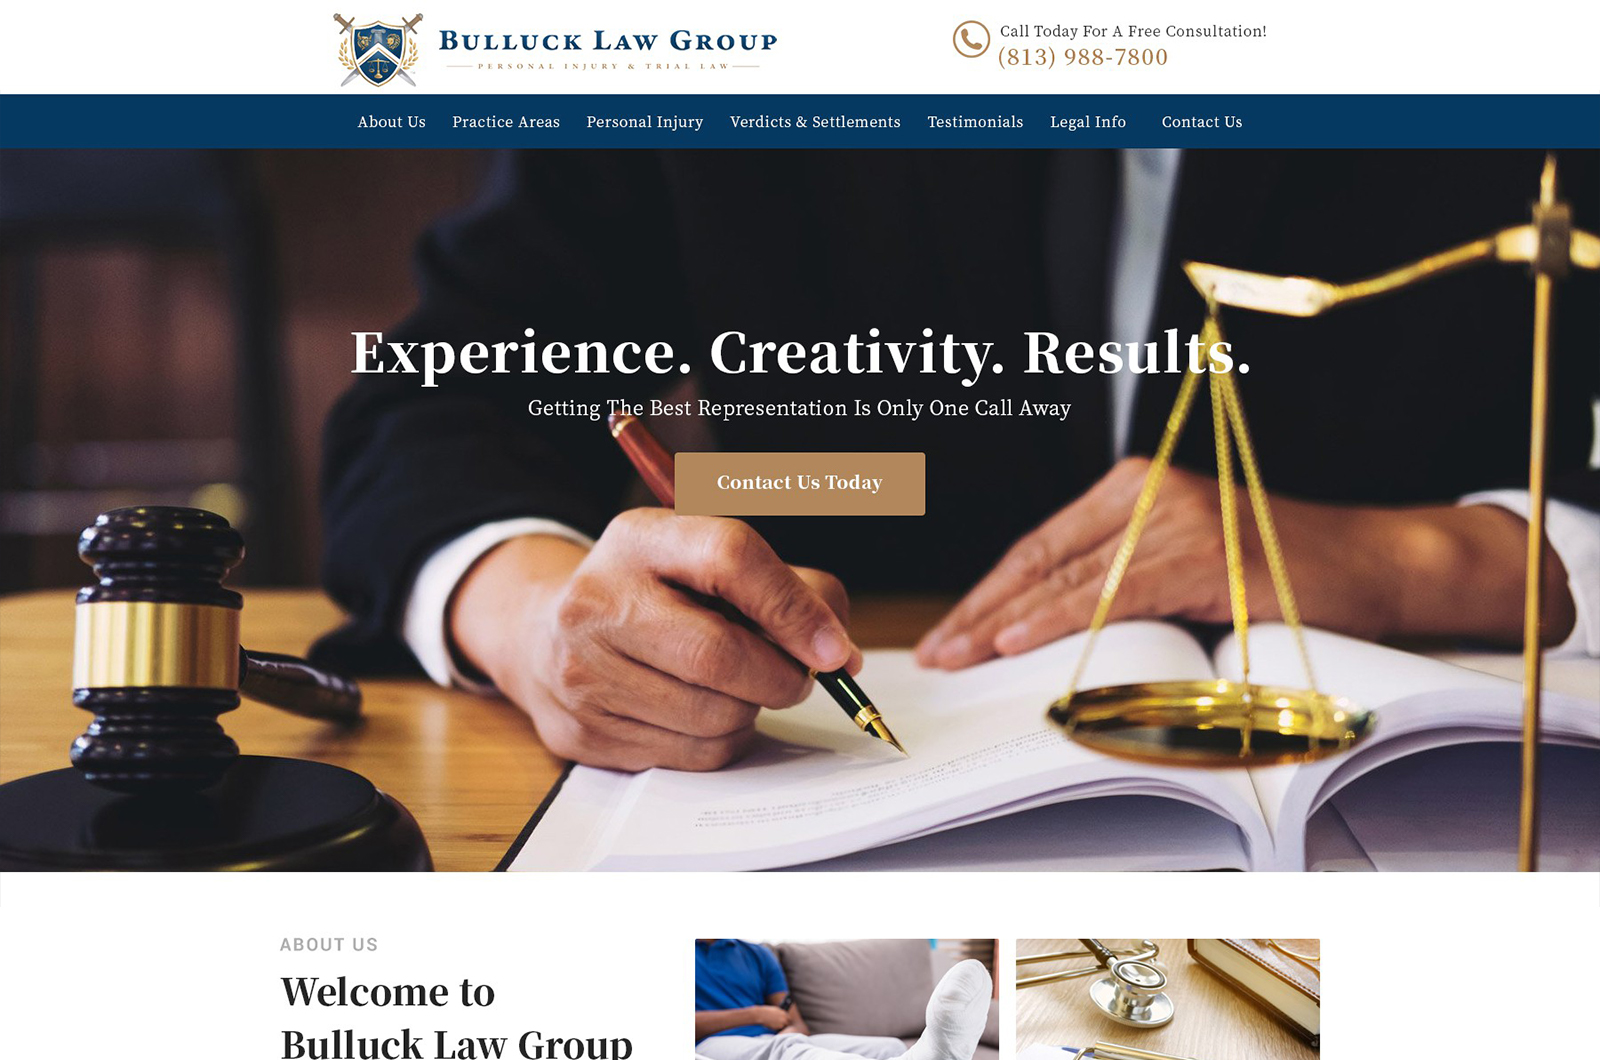 BULLUCK LAW GROUP
PERSONAL INJURY & TRIAL LAW
Call Today For A Free Consultation!
(813) 988-7800
About Us Practice Areas Personal Injury Verdicts & Settlements Testimonials Legal Info Contact Us
Experience. Creativity. Results.
Getting The Best Representation Is Only One Call Away
Contact Us Today
ABOUT US
Welcome to
Bulluck Law Group